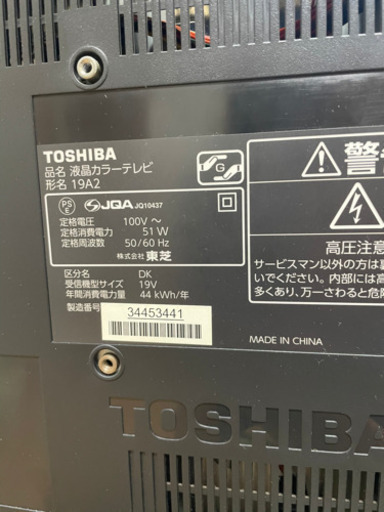 TOSHIBA
品名 液晶カラーテレビ
形名 19A2
G
PS
E
JQA JQ10437
定格電圧 100V ～
定格消費電力 51 W
定格周波数 50/60 Hz
株式会社 東芝
区分名 DK
受信機型サイズ 19V
年間消費電力量 44 kWh/年
製造番号 34453441
警
高圧注意
サービスマン以外の方は
いでください。内部には高
多くあり、万一さわると危険
MADE IN CHINA
TOSHIBA